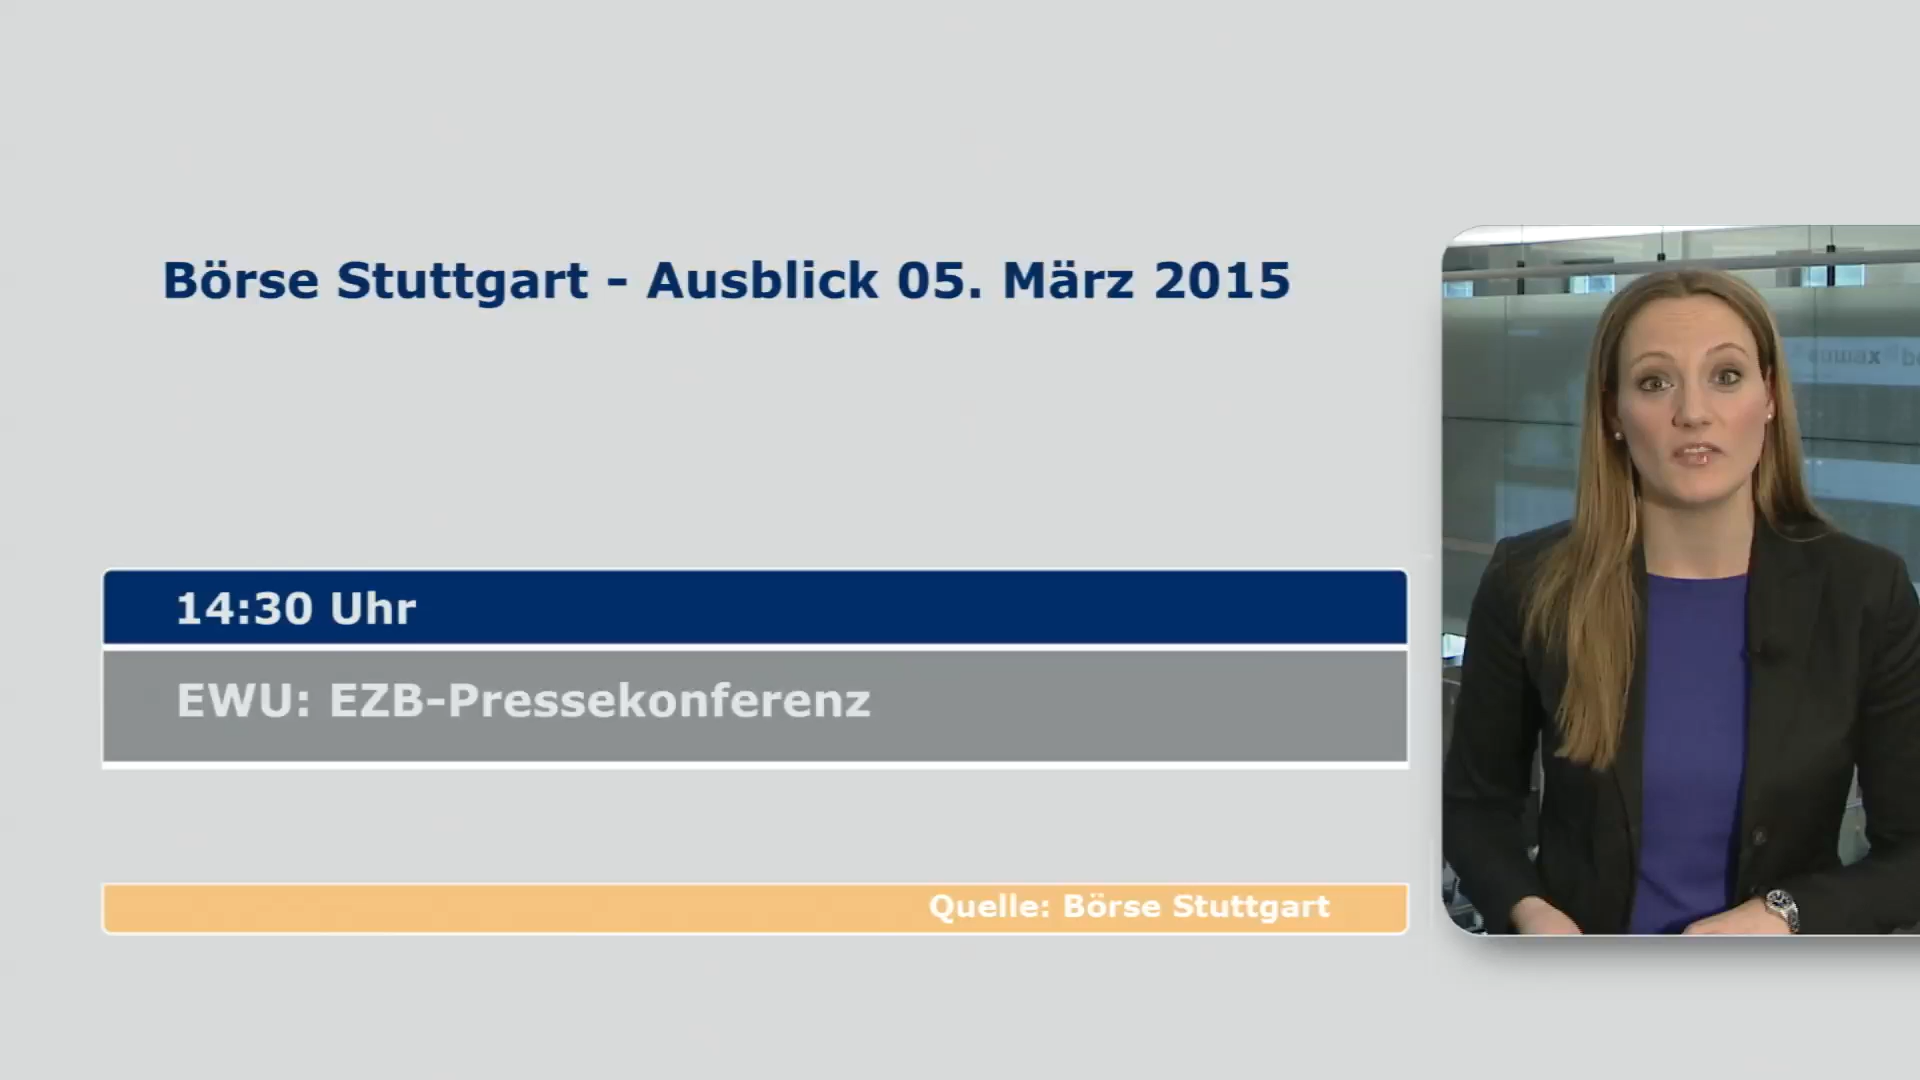 Börse Stuttgart - Ausblick 05. März 2015
14:30 Uhr
EWU: EZB-Pressekonferenz
Quelle: Börse Stuttgart